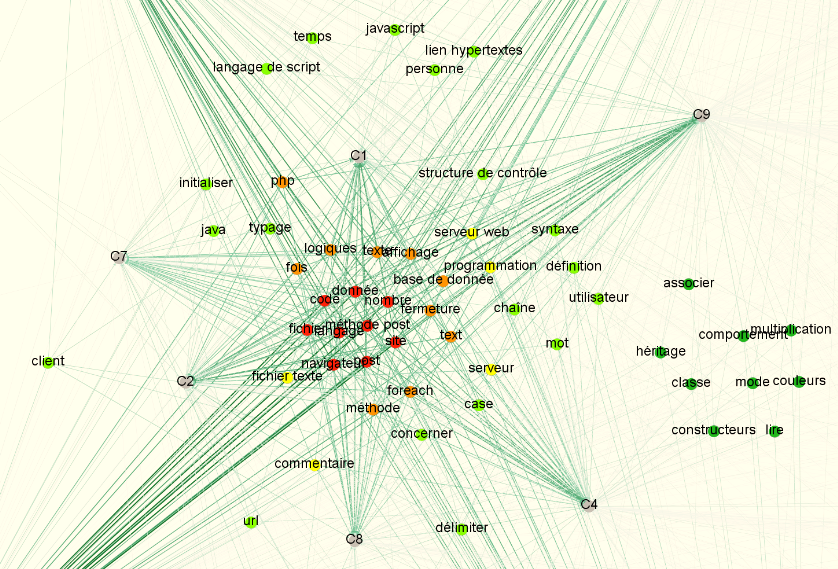 javascript
temps
lien hypertextes
langage de script
personne
C9
C1
structure de contrôle
initialiser
php
java
typage
serveur web
syntaxe
logiques
texte
affichage
C7
fois
programmation
définition
base de donnée
associer
donnée
code
nombre
utilisateur
fermeture
chaîne
fichier
langage
méthode post
multiplication
comportement
site
text
mot
héritage
client
navigateur
post
serveur
fichier texte
C2
classe
mode
couleurs
foreach
méthode
case
concerner
constructeurs
lire
commentaire
C4
url
délimiter
C8